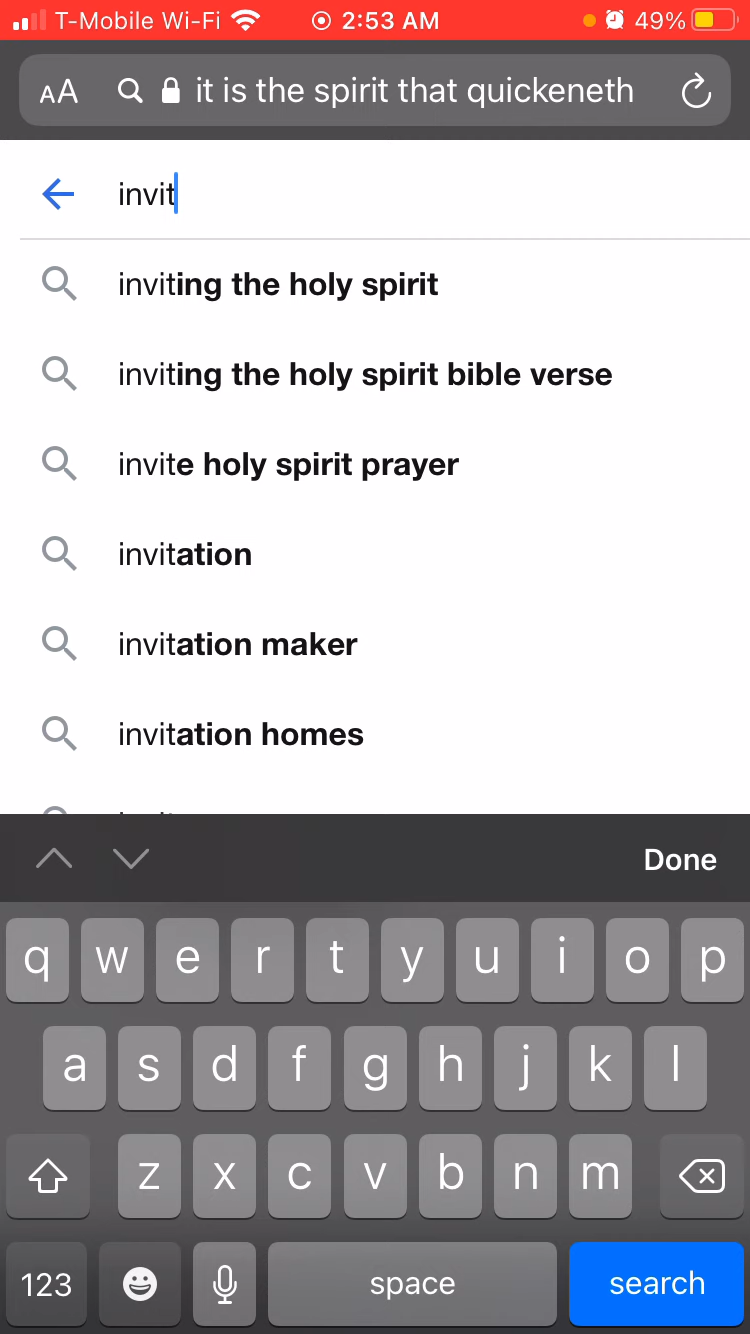 T-Mobile Wi-Fi 2:53 AM 49%
AA it is the spirit that quickeneth
invit
inviting the holy spirit
inviting the holy spirit bible verse
invite holy spirit prayer
invitation
invitation maker
invitation homes
Done
q w e r t y u i o p
a s d f g h j k l
z x c v b n m
123 space search